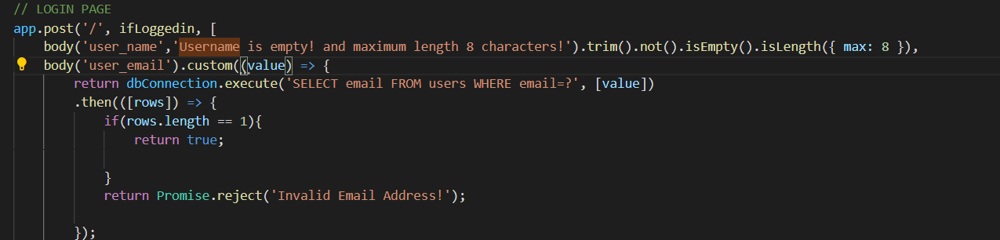 // LOGIN PAGE
app.post('/', ifLoggedin, [
    body('user_name','Username is empty! and maximum length 8 characters!').trim().not().isEmpty().isLength({ max: 8 }),
    body('user_email').custom((value) => {
        return dbConnection.execute('SELECT email FROM users WHERE email=?', [value])
        .then(([rows]) => {
            if(rows.length == 1){
                return true;
            }
            return Promise.reject('Invalid Email Address!');
        });